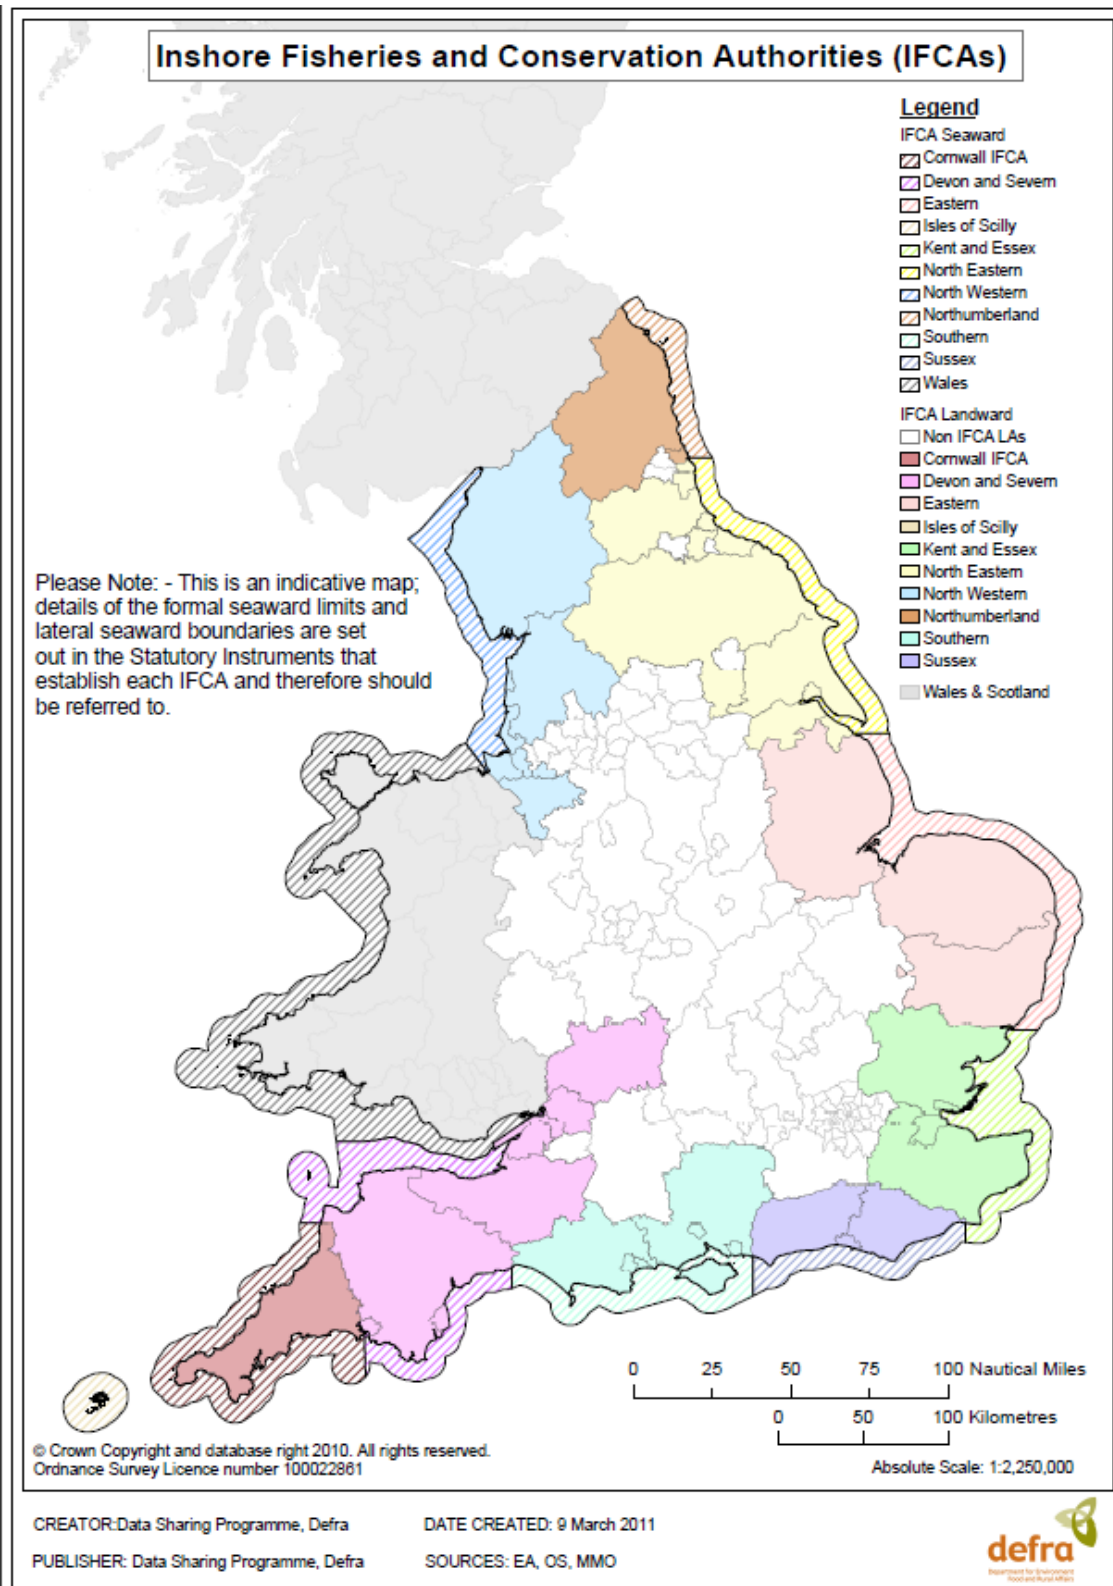 Inshore Fisheries and Conservation Authorities (IFCAs)
Legend
IFCA Seaward
Cornwall IFCA
Devon and Severn
Eastern
Isles of Scilly
Kent and Essex
North Eastern
North Western
Northumberland
Southern
Sussex
Wales
IFCA Landward
Non IFCA LAs
Cornwall IFCA
Devon and Severn
Eastern
Isles of Scilly
Kent and Essex
North Eastern
North Western
Northumberland
Southern
Sussex
Wales & Scotland
Please Note: - This is an indicative map;
details of the formal seaward limits and
lateral seaward boundaries are set
out in the Statutory Instruments that
establish each IFCA and therefore should
be referred to.
0 25 50 75 100 Nautical Miles
0 50 100 Kilometres
© Crown Copyright and database right 2010. All rights reserved.
Ordnance Survey Licence number 100022861
Absolute Scale: 1:2,250,000
CREATOR:Data Sharing Programme, Defra
DATE CREATED: 9 March 2011
PUBLISHER: Data Sharing Programme, Defra
SOURCES: EA, OS, MMO
defra
Department for Environment
Food and Rural Affairs